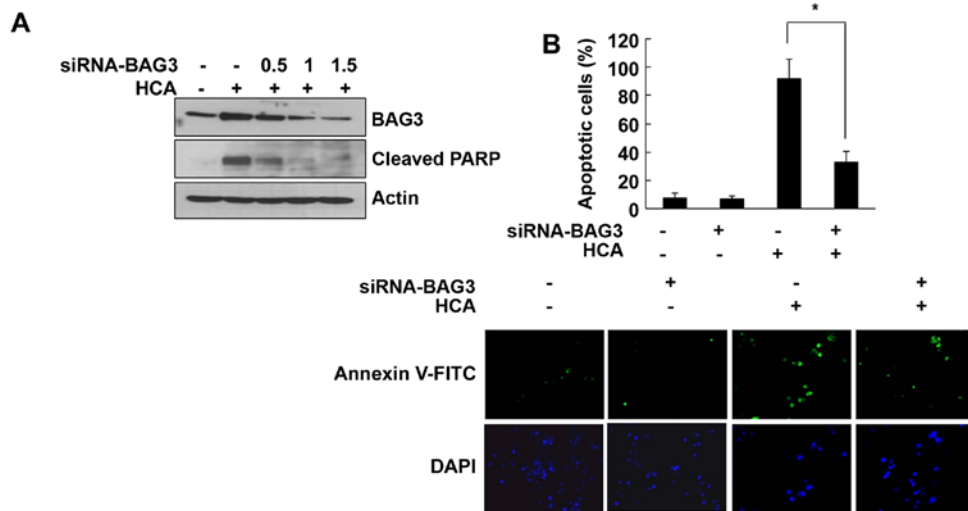 A
siRNA-BAG3 - - 0.5 1 1.5
HCA - + + + +
BAG3
Cleaved PARP
Actin
B
*
Apoptotic cells (%)
120
100
80
60
40
20
0
siRNA-BAG3 - + - +
HCA - - + +
siRNA-BAG3 - + - +
HCA - - + +
Annexin V-FITC
DAPI